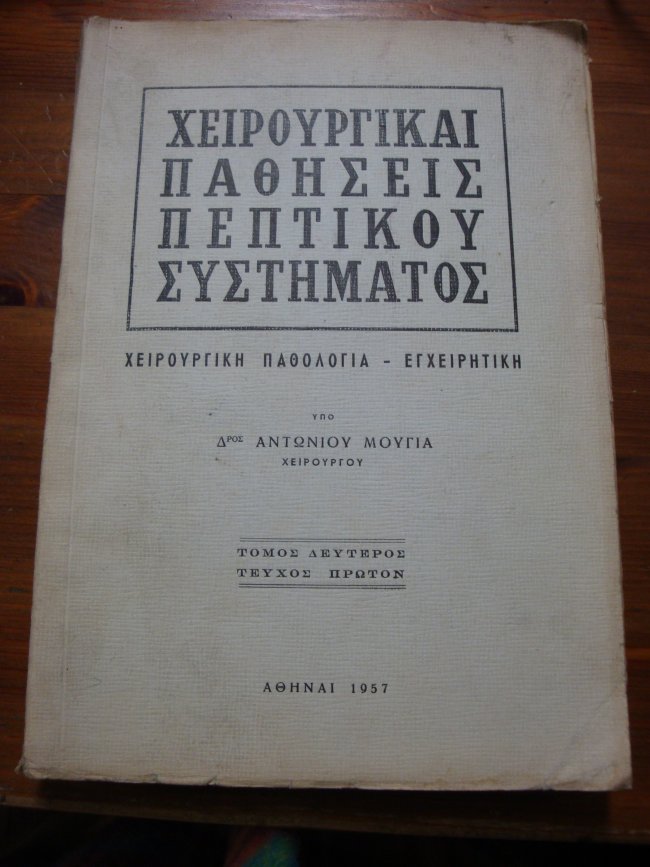 ΧΕΙΡΟΥΡΓΙΚΑΙ
ΠΑΘΗΣΕΙΣ
ΠΕΠΤΙΚΟΥ
ΣΥΣΤΗΜΑΤΟΣ
ΧΕΙΡΟΥΡΓΙΚΗ ΠΑΘΟΛΟΓΙΑ - ΕΓΧΕΙΡΗΤΙΚΗ
ΥΠΟ
ΔΡΟΣ ΑΝΤΩΝΙΟΥ ΜΟΥΓΙΑ
ΧΕΙΡΟΥΡΓΟΥ
ΤΟΜΟΣ ΔΕΥΤΕΡΟΣ
ΤΕΥΧΟΣ ΠΡΩΤΟΝ
ΑΘΗΝΑΙ 1957